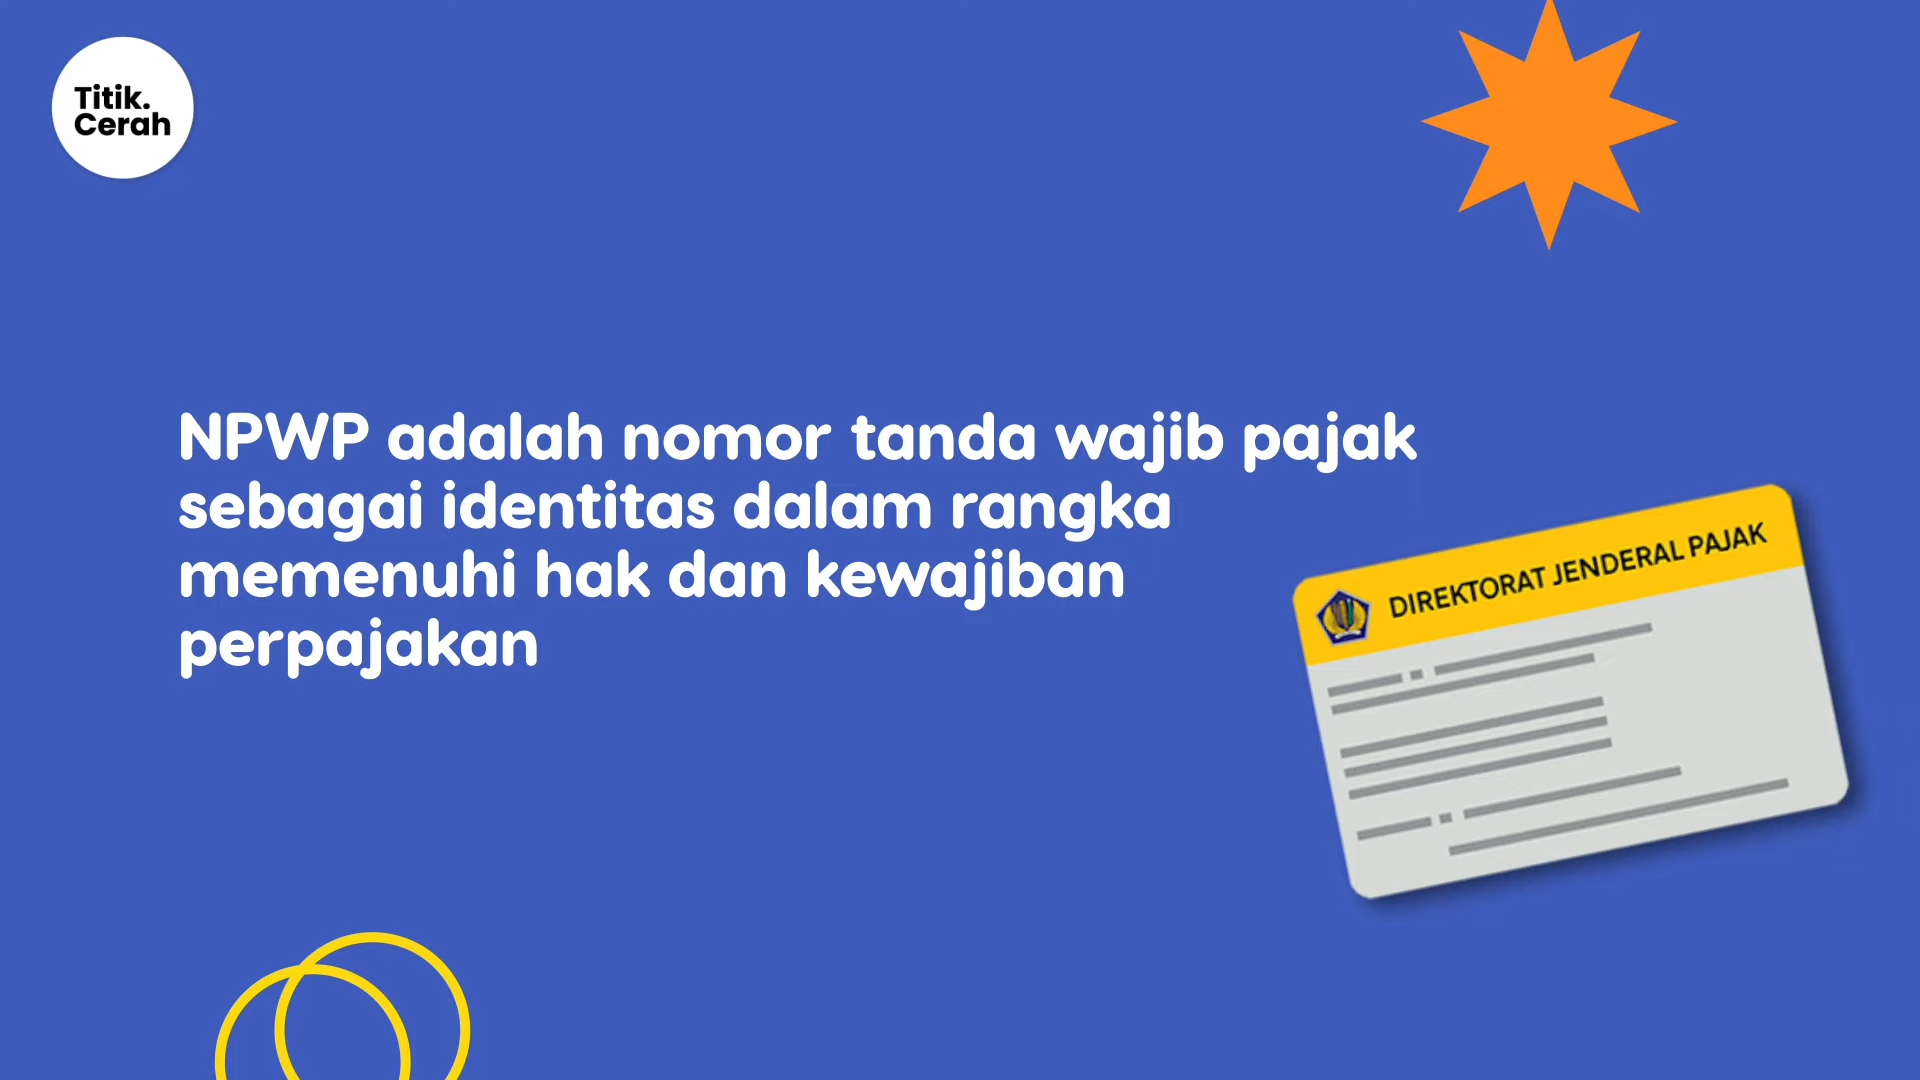 Titik.
Cerah
NPWP adalah nomor tanda wajib pajak
sebagai identitas dalam rangka
memenuhi hak dan kewajiban
perpajakan
DIREKTORAT JENDERAL PAJAK